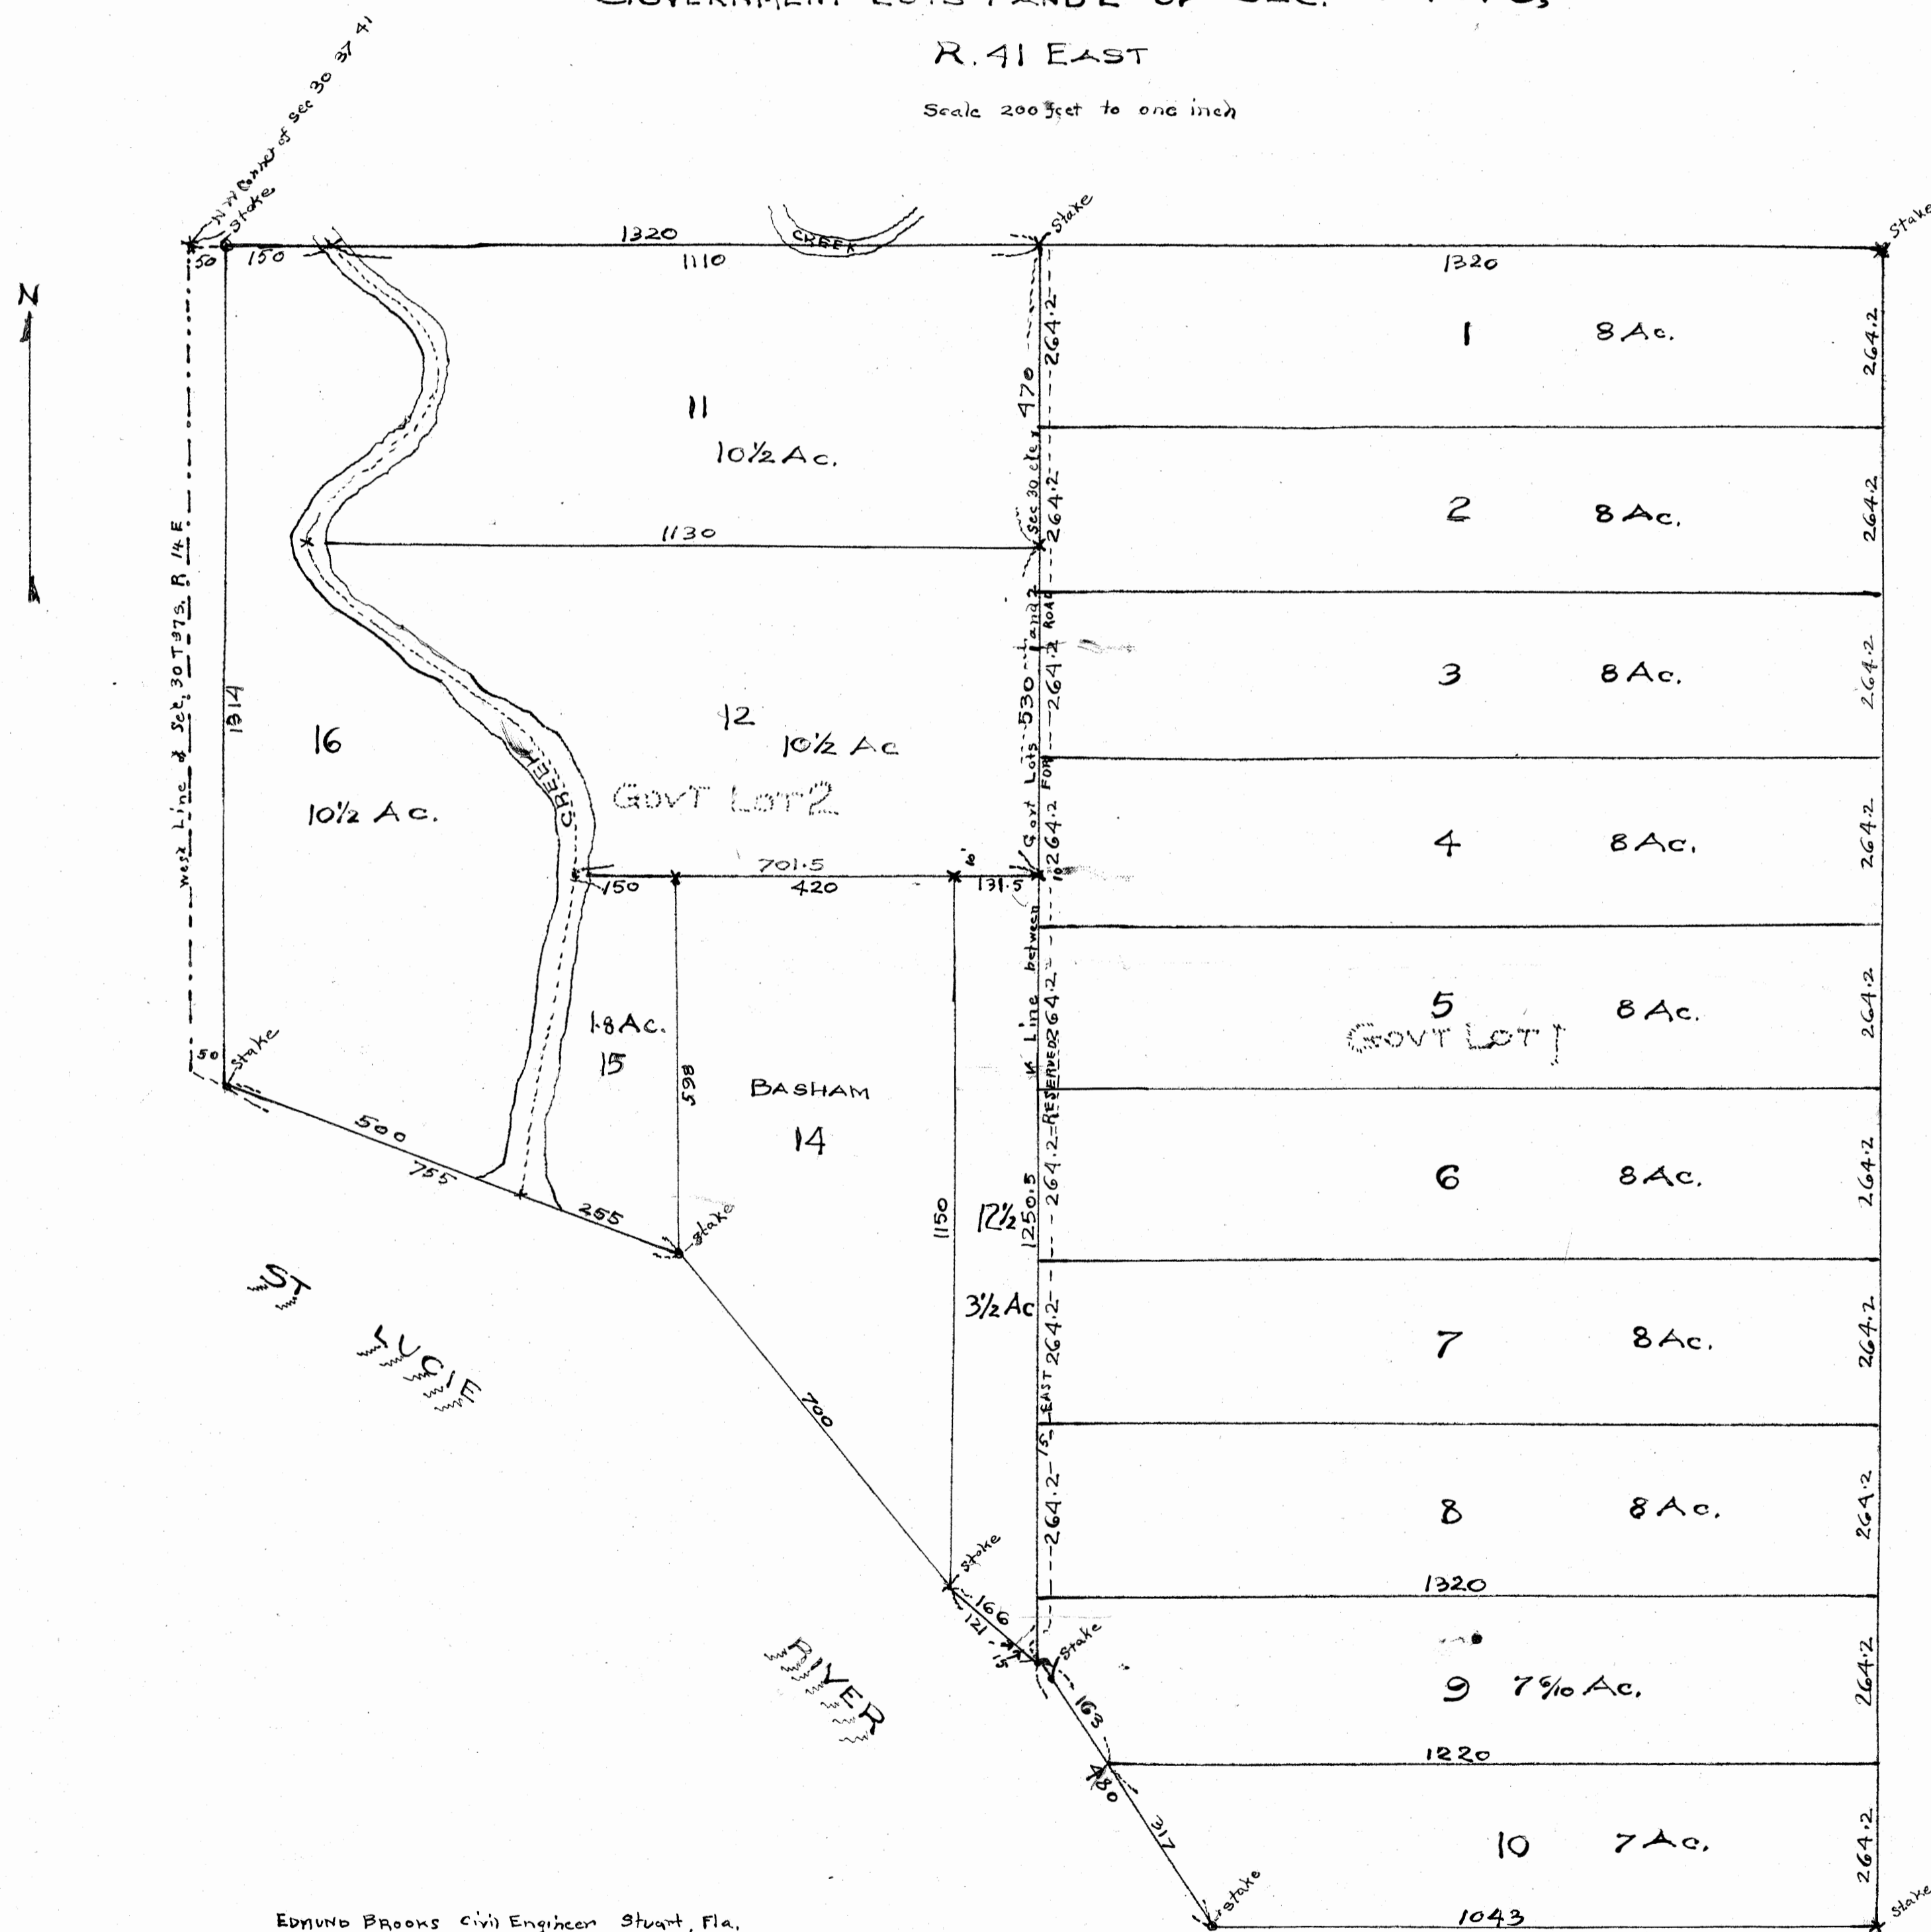 R. 41 EAST
Scale 200 feet to one inch
NW Corner of Sec 30 37 41
Stake
Stake
Stake
50
150
1320
1110
CREEK
1320
N
264.2
1
8 Ac.
264.2
470
11
10½ Ac.
264.2
2
8 Ac.
264.2
1130
West Line of Sec. 30 T 37 S. R 14 E
1314
264.2
3
8 Ac.
264.2
530
12
10½ Ac
16
10½ Ac.
CREEK
GOVT LOT 2
264.2
4
8 Ac.
264.2
701.5
150
420
131.5
Line between Govt Lots 1 and 2 Sec 30
15 EAST RESERVED FOR ROAD
264.2
5
8 Ac.
264.2
GOVT LOT 1
1.8 Ac.
15
598
BASHAM
14
50
Stake
500
755
255
Stake
264.2
6
8 Ac.
264.2
1150
1250.5
12½
3½ Ac
ST LUCIE RIVER
264.2
7
8 Ac.
264.2
700
264.2
8
8 Ac.
264.2
1320
Stake
166
121
15
Stake
9
7 6/10 Ac.
264.2
163
1220
480
317
10
7 Ac.
264.2
Stake
1043
Stake
EDMUND BROOKS Civil Engineer Stuart, Fla.